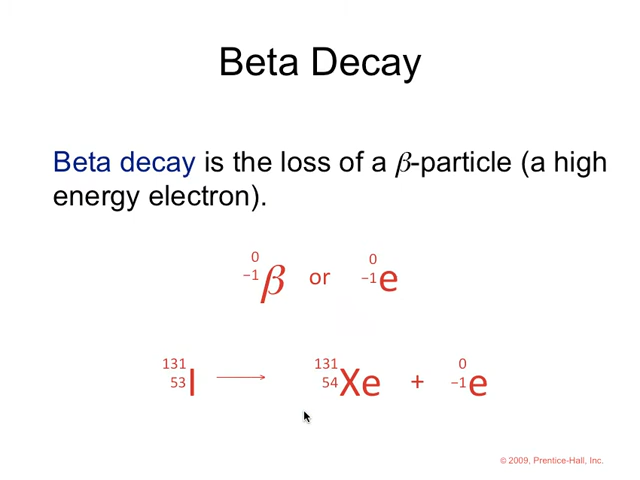 Beta Decay
Beta decay is the loss of a β-particle (a high
energy electron).
0
−1 β or 0
−1 e
131
53 I ⟶ 131
54 Xe + 0
−1 e
© 2009, Prentice-Hall, Inc.